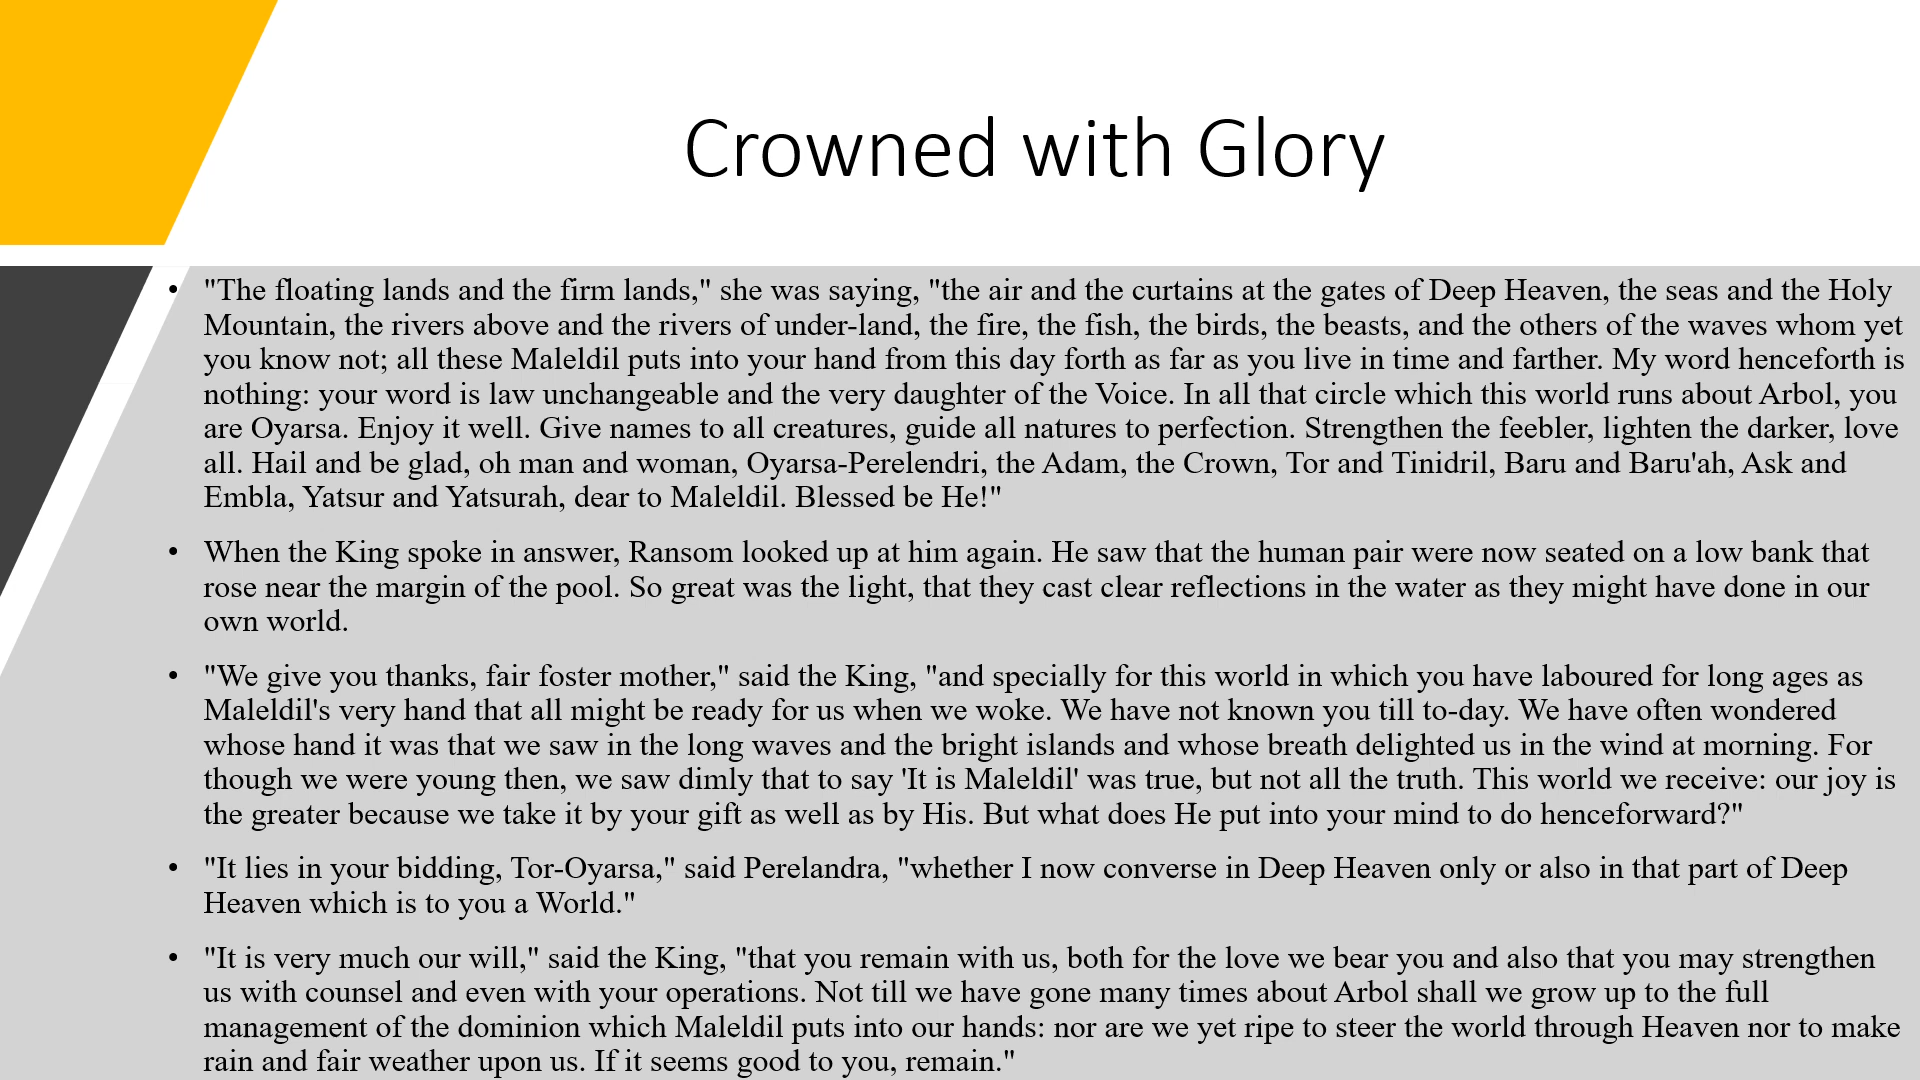 Crowned with Glory
• "The floating lands and the firm lands," she was saying, "the air and the curtains at the gates of Deep Heaven, the seas and the Holy
Mountain, the rivers above and the rivers of under-land, the fire, the fish, the birds, the beasts, and the others of the waves whom yet
you know not; all these Maleldil puts into your hand from this day forth as far as you live in time and farther. My word henceforth is
nothing: your word is law unchangeable and the very daughter of the Voice. In all that circle which this world runs about Arbol, you
are Oyarsa. Enjoy it well. Give names to all creatures, guide all natures to perfection. Strengthen the feebler, lighten the darker, love
all. Hail and be glad, oh man and woman, Oyarsa-Perelendri, the Adam, the Crown, Tor and Tinidril, Baru and Baru'ah, Ask and
Embla, Yatsur and Yatsurah, dear to Maleldil. Blessed be He!"
• When the King spoke in answer, Ransom looked up at him again. He saw that the human pair were now seated on a low bank that
rose near the margin of the pool. So great was the light, that they cast clear reflections in the water as they might have done in our
own world.
• "We give you thanks, fair foster mother," said the King, "and specially for this world in which you have laboured for long ages as
Maleldil's very hand that all might be ready for us when we woke. We have not known you till to-day. We have often wondered
whose hand it was that we saw in the long waves and the bright islands and whose breath delighted us in the wind at morning. For
though we were young then, we saw dimly that to say 'It is Maleldil' was true, but not all the truth. This world we receive: our joy is
the greater because we take it by your gift as well as by His. But what does He put into your mind to do henceforward?"
• "It lies in your bidding, Tor-Oyarsa," said Perelandra, "whether I now converse in Deep Heaven only or also in that part of Deep
Heaven which is to you a World."
• "It is very much our will," said the King, "that you remain with us, both for the love we bear you and also that you may strengthen
us with counsel and even with your operations. Not till we have gone many times about Arbol shall we grow up to the full
management of the dominion which Maleldil puts into our hands: nor are we yet ripe to steer the world through Heaven nor to make
rain and fair weather upon us. If it seems good to you, remain."